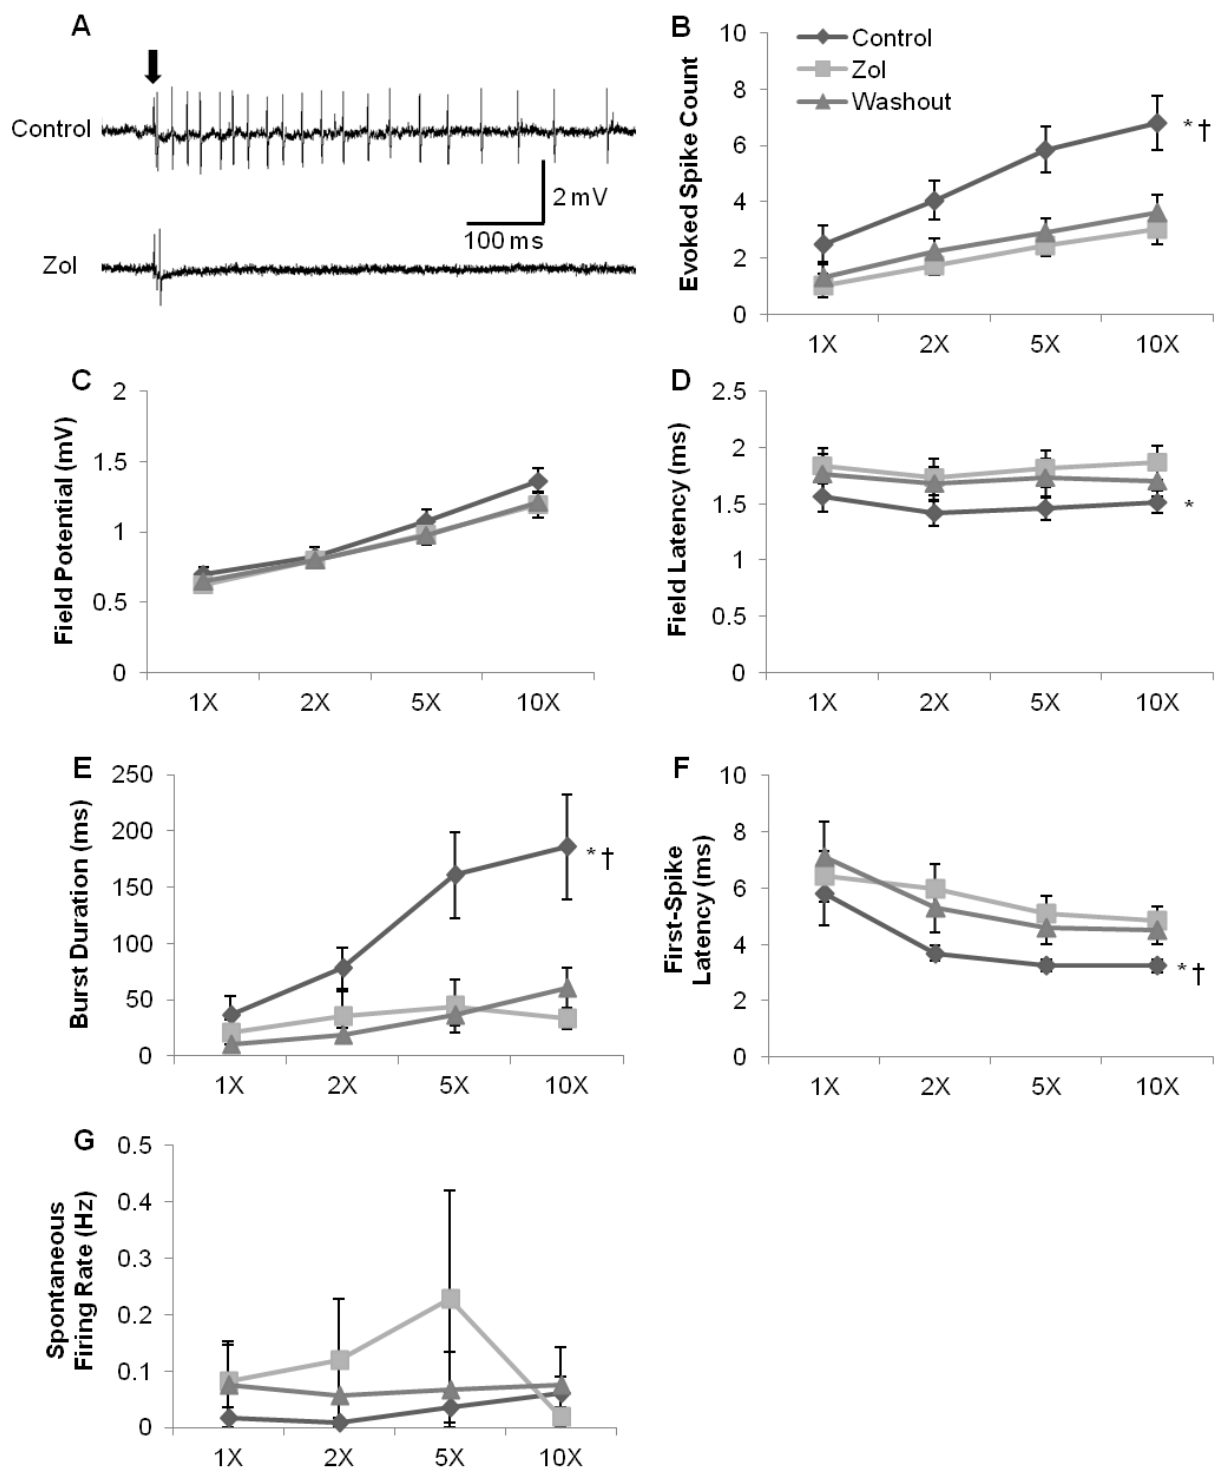 A
Control
2 mV
100 ms
Zol
B
Evoked Spike Count
10
8
6
4
2
0
Control
Zol
Washout
* †
1X 2X 5X 10X
C
Field Potential (mV)
2
1.5
1
0.5
0
1X 2X 5X 10X
D
Field Latency (ms)
2.5
2
1.5
1
0.5
0
*
1X 2X 5X 10X
E
Burst Duration (ms)
250
200
150
100
50
0
* †
1X 2X 5X 10X
F
First-Spike
Latency (ms)
10
8
6
4
2
0
* †
1X 2X 5X 10X
G
Spontaneous
Firing Rate (Hz)
0.5
0.4
0.3
0.2
0.1
0
1X 2X 5X 10X